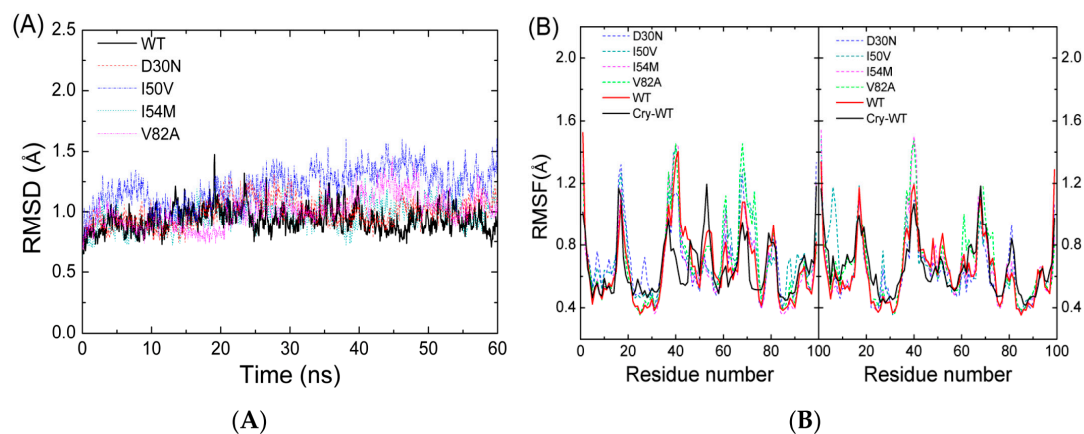 (A)
2.5
2.0
1.5
1.0
0.5
0.0
RMSD (Å)
WT
D30N
I50V
I54M
V82A
0 10 20 30 40 50 60
Time (ns)
(A)
(B)
2.0
1.6
1.2
0.8
0.4
RMSF(Å)
D30N
I50V
I54M
V82A
WT
Cry-WT
0 20 40 60 80 100
Residue number
D30N
I50V
I54M
V82A
WT
Cry-WT
2.0
1.6
1.2
0.8
0.4
20 40 60 80 100
Residue number
(B)